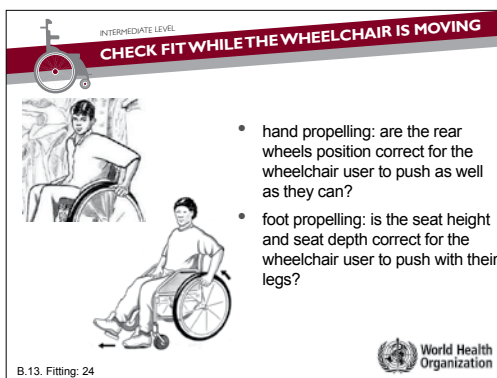 INTERMEDIATE LEVEL
CHECK FIT WHILE THE WHEELCHAIR IS MOVING
• hand propelling: are the rear
wheels position correct for the
wheelchair user to push as well
as they can?
• foot propelling: is the seat height
and seat depth correct for the
wheelchair user to push with their
legs?
B.13. Fitting: 24
World Health
Organization